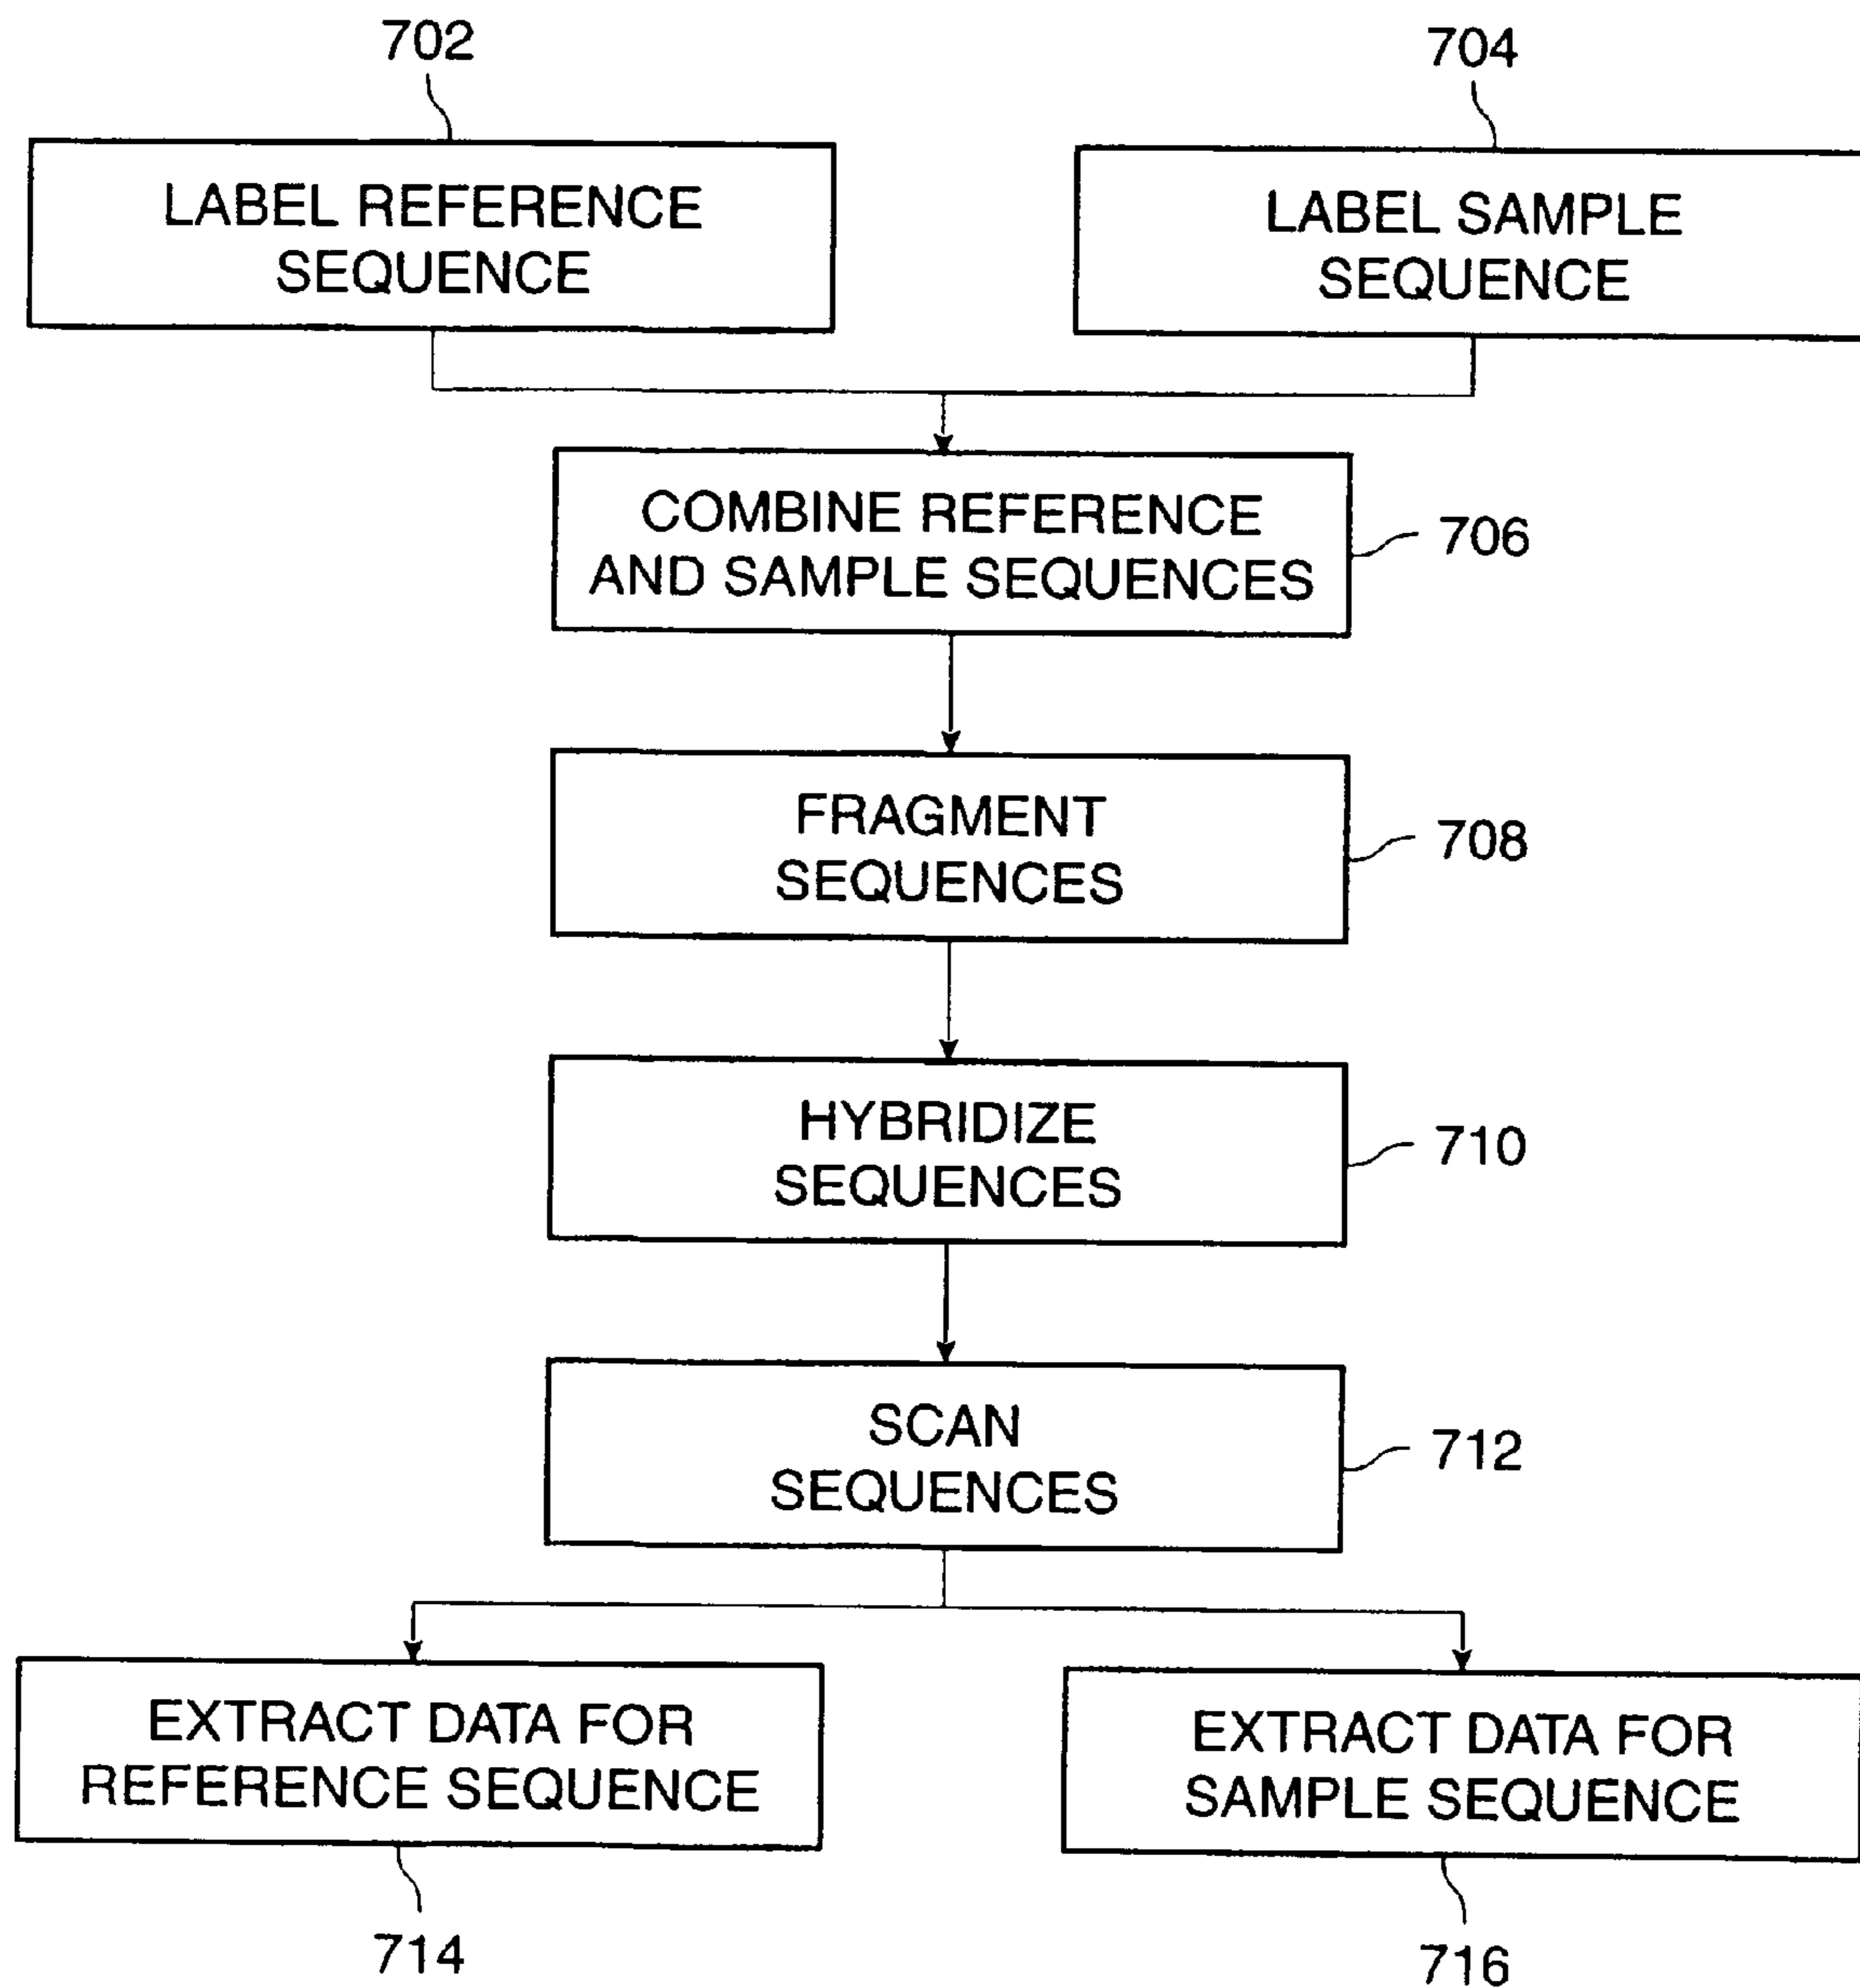 702
704
LABEL REFERENCE
SEQUENCE
LABEL SAMPLE
SEQUENCE
COMBINE REFERENCE
AND SAMPLE SEQUENCES
706
FRAGMENT
SEQUENCES
708
HYBRIDIZE
SEQUENCES
710
SCAN
SEQUENCES
712
EXTRACT DATA FOR
REFERENCE SEQUENCE
EXTRACT DATA FOR
SAMPLE SEQUENCE
714
716